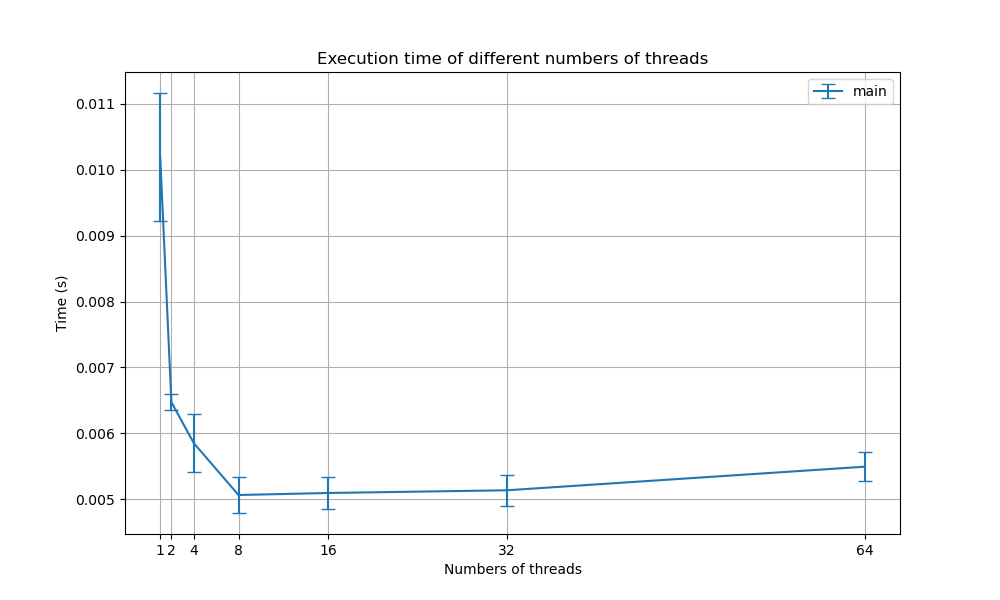 Execution time of different numbers of threads
main
0.011
0.010
0.009
0.008
0.007
0.006
0.005
Time (s)
1 2 4 8 16 32 64
Numbers of threads